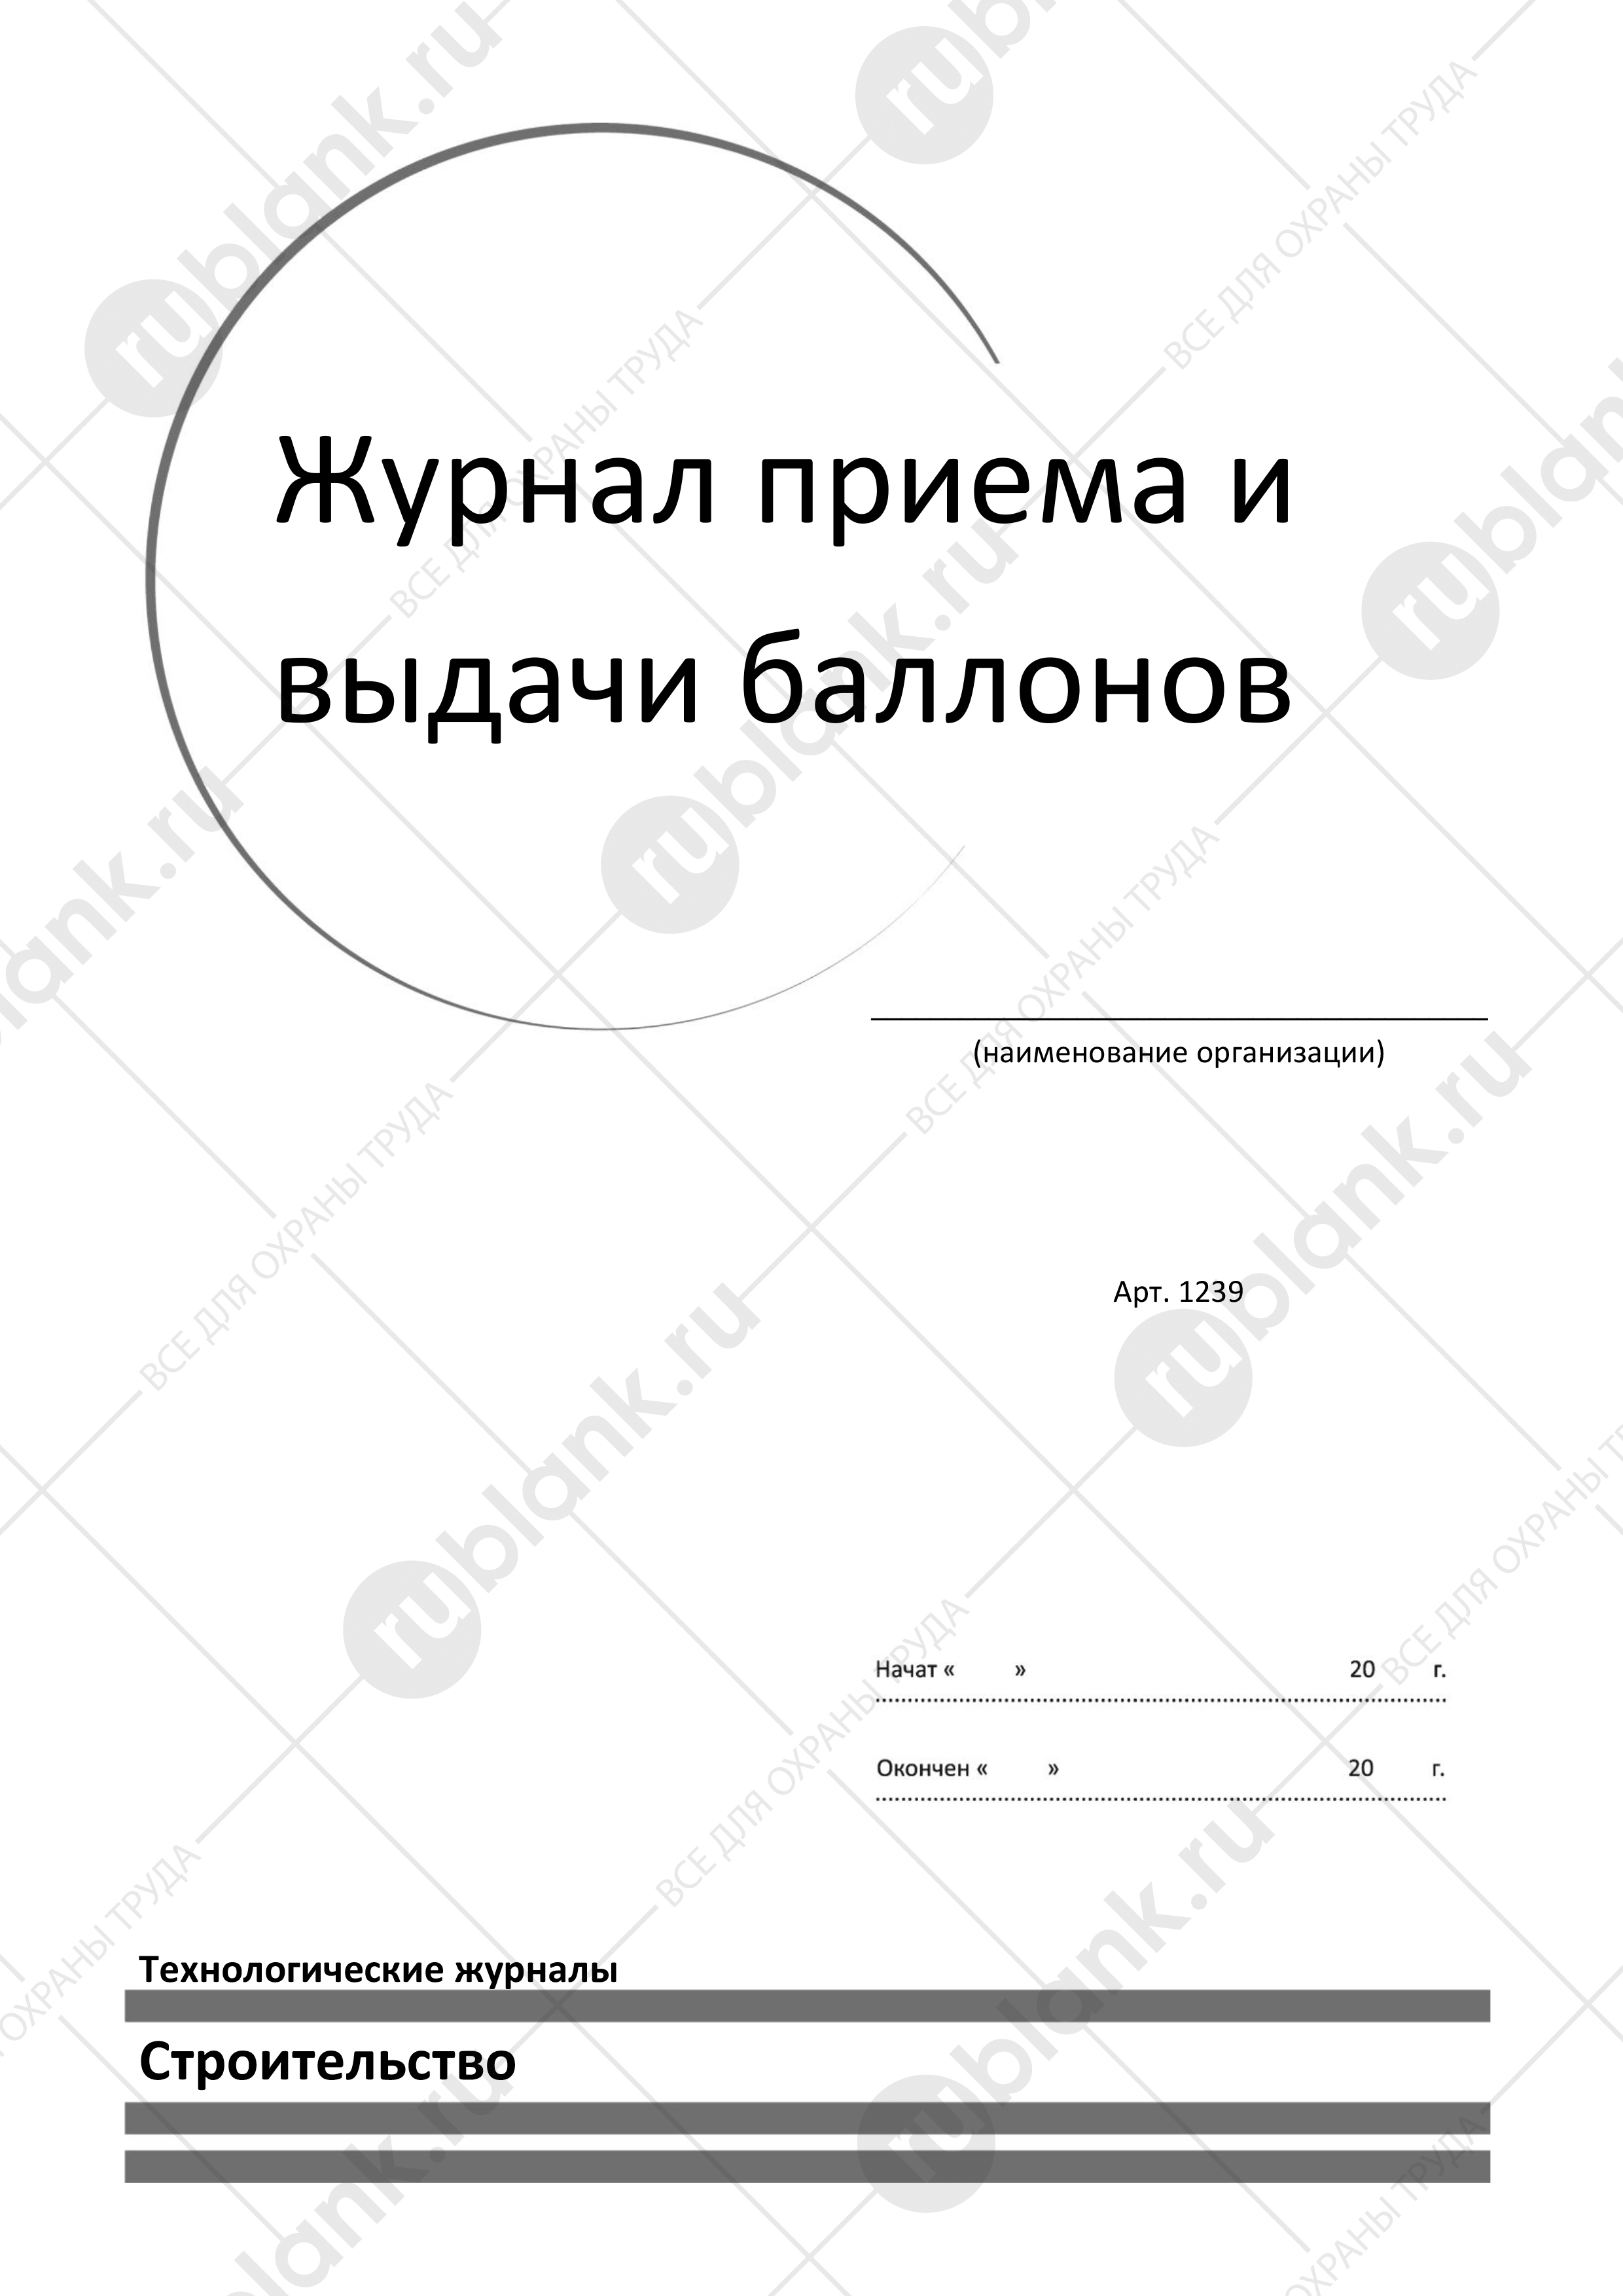 Журнал приема и
выдачи баллонов
(наименование организации)
Арт. 1239
Начат « » 20 г.
Окончен « » 20 г.
Технологические журналы
Строительство
rublank.ru
ВСЕ ДЛЯ ОХРАНЫ ТРУДА